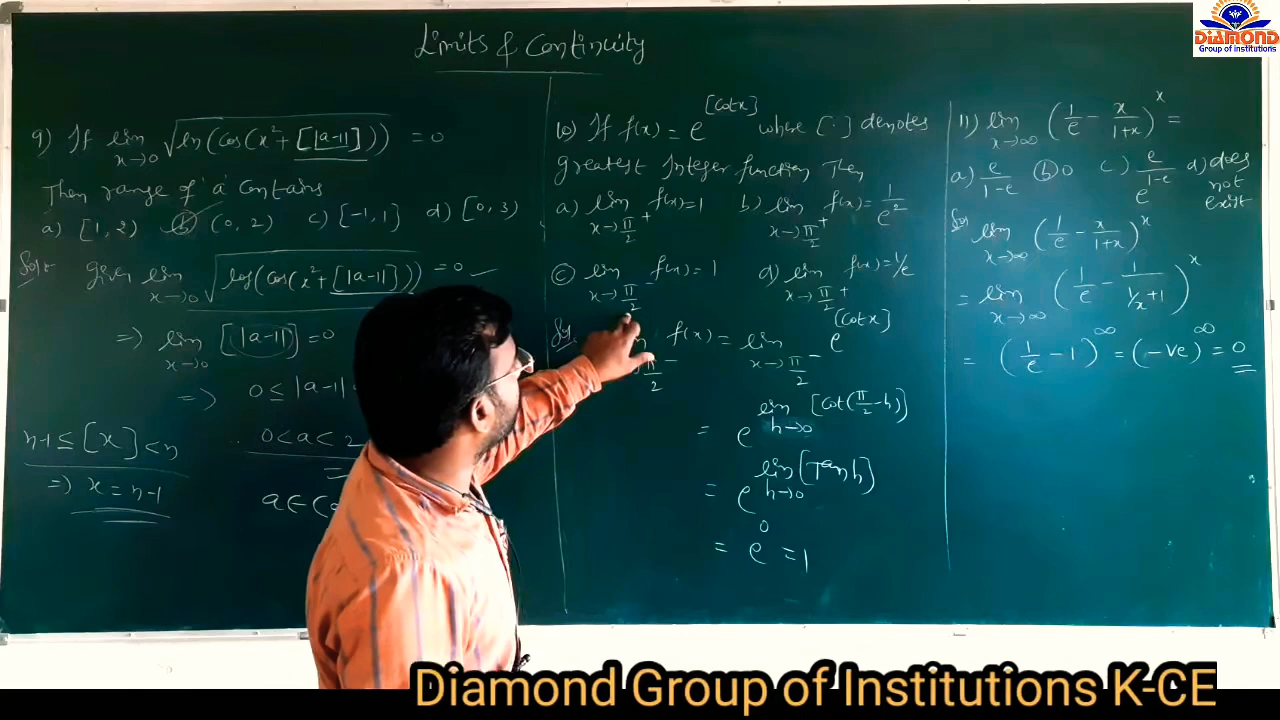 Limits & Continuity
9) If lim x→0 √(ln(cos(x² + [|a-1|]))) = 0
Then range of 'a' contains
a) [1, 2) b) (0, 2) c) [-1, 1] d) [0, 3)
Given lim x→0 √(log(cos(x² + [|a-1|]))) = 0
⇒ lim x→0 [|a-1|] = 0
⇒ 0 ≤ |a-1|
n-1 ≤ [x] < n
⇒ x = n-1
0 < a < 2
a ∈ (0
10) If f(x) = e^[cot x] where [·] denotes
greatest Integer function Then
a) lim x→π/2⁺ f(x) = 1 b) lim x→π/2⁺ f(x) = 1/e²
c) lim x→π/2⁻ f(x) = 1 d) lim x→π/2⁺ f(x) = 1/e
f(x) = lim x→π/2⁻ e^[cot x]
= e^(lim h→0 [cot(π/2 - h)])
= e^(lim h→0 [Tan h])
= e⁰ = 1
11) lim x→∞ (1/e - x/(1+x))^x =
a) e/(1-e) b) 0 c) e/e^(1-e) d) does not exist
lim x→∞ (1/e - x/(1+x))^x
= lim x→∞ (1/e - 1/(1/x + 1))^x
= (1/e - 1)^∞ = (-ve)^∞ = 0
DIAMOND
Group of institutions
Diamond Group of Institutions K-CE